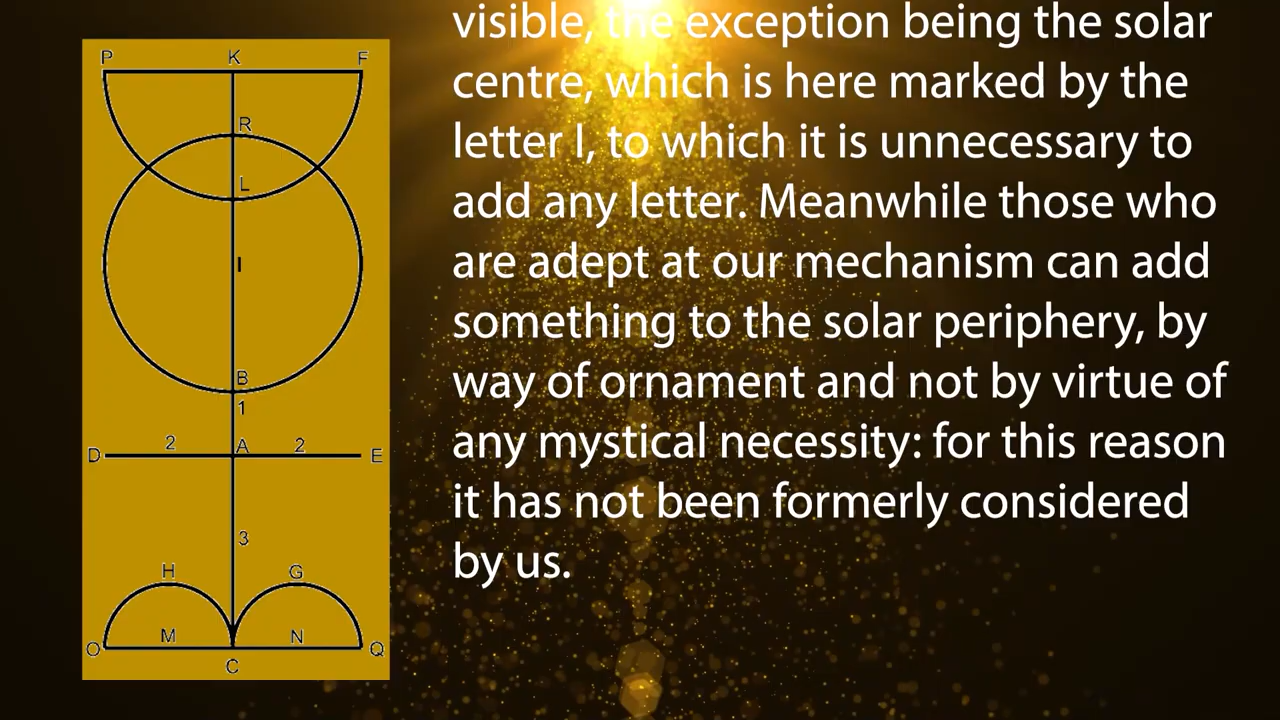 P K F
R
L
I
B
1
2 A 2
D E
3
H G
M N
O Q
C
visible, the exception being the solar
centre, which is here marked by the
letter I, to which it is unnecessary to
add any letter. Meanwhile those who
are adept at our mechanism can add
something to the solar periphery, by
way of ornament and not by virtue of
any mystical necessity: for this reason
it has not been formerly considered
by us.